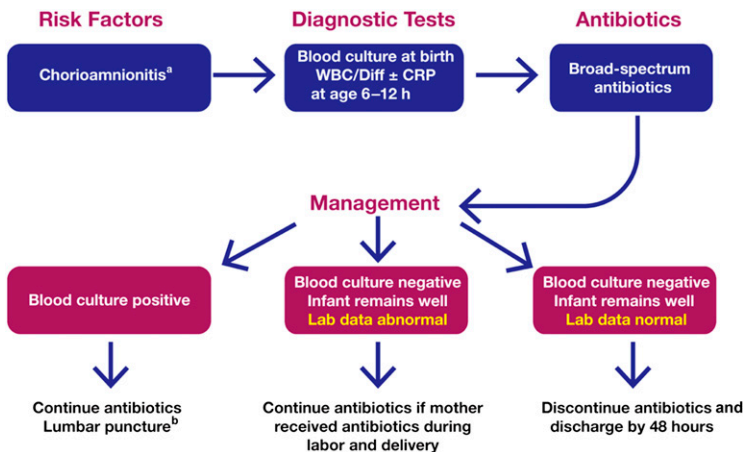 Risk Factors
Diagnostic Tests
Antibiotics
Chorioamnionitisᵃ
Blood culture at birth
WBC/Diff ± CRP
at age 6–12 h
Broad-spectrum
antibiotics
Management
Blood culture positive
Blood culture negative
Infant remains well
Lab data abnormal
Blood culture negative
Infant remains well
Lab data normal
Continue antibiotics
Lumbar punctureᵇ
Continue antibiotics if mother
received antibiotics during
labor and delivery
Discontinue antibiotics and
discharge by 48 hours